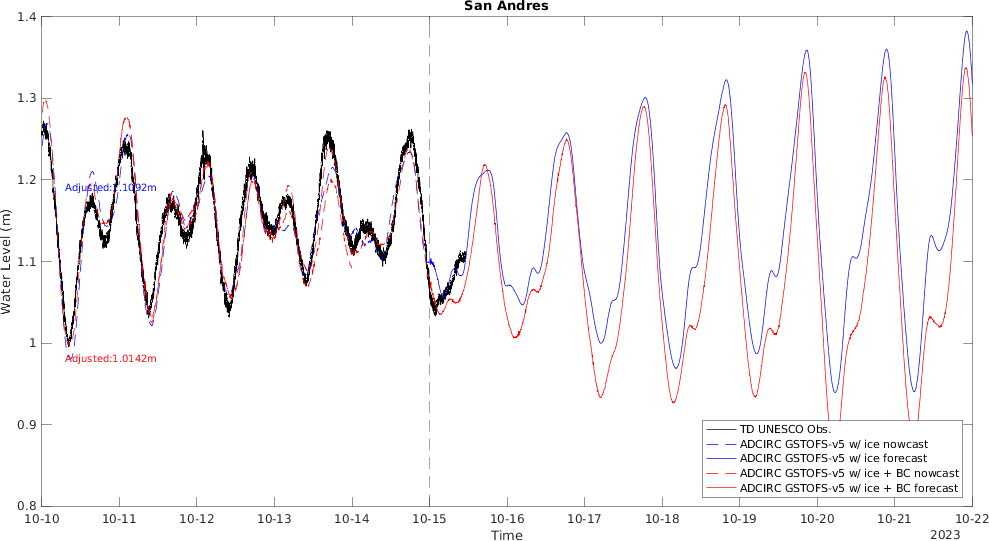 San Andres
1.4
1.3
1.2
1.1
1
0.9
0.8
Water Level (m)
Adjusted:1.1092m
Adjusted:1.0142m
TD UNESCO Obs.
ADCIRC GSTOFS-v5 w/ ice nowcast
ADCIRC GSTOFS-v5 w/ ice forecast
ADCIRC GSTOFS-v5 w/ ice + BC nowcast
ADCIRC GSTOFS-v5 w/ ice + BC forecast
10-10 10-11 10-12 10-13 10-14 10-15 10-16 10-17 10-18 10-19 10-20 10-21 10-22
Time
2023